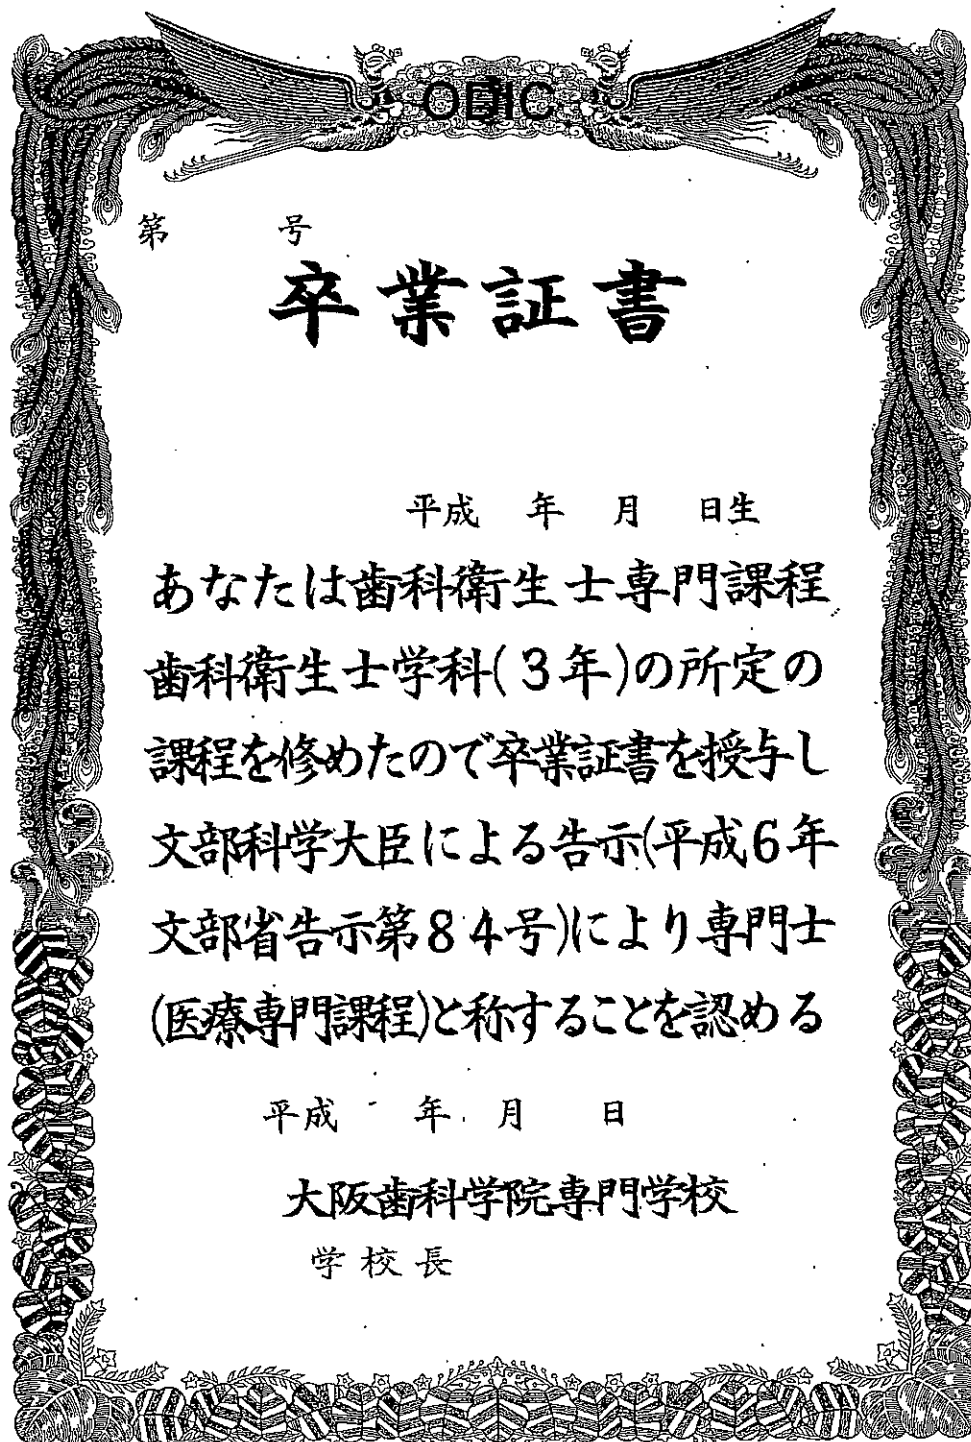 ODIC
第 号
卒業証書
平成 年 月 日生
あなたは歯科衛生士専門課程
歯科衛生士学科(3年)の所定の
課程を修めたので卒業証書を授与し
文部科学大臣による告示(平成6年
文部省告示第84号)により専門士
(医療専門課程)と称することを認める
平成 年 月 日
大阪歯科学院専門学校
学校長